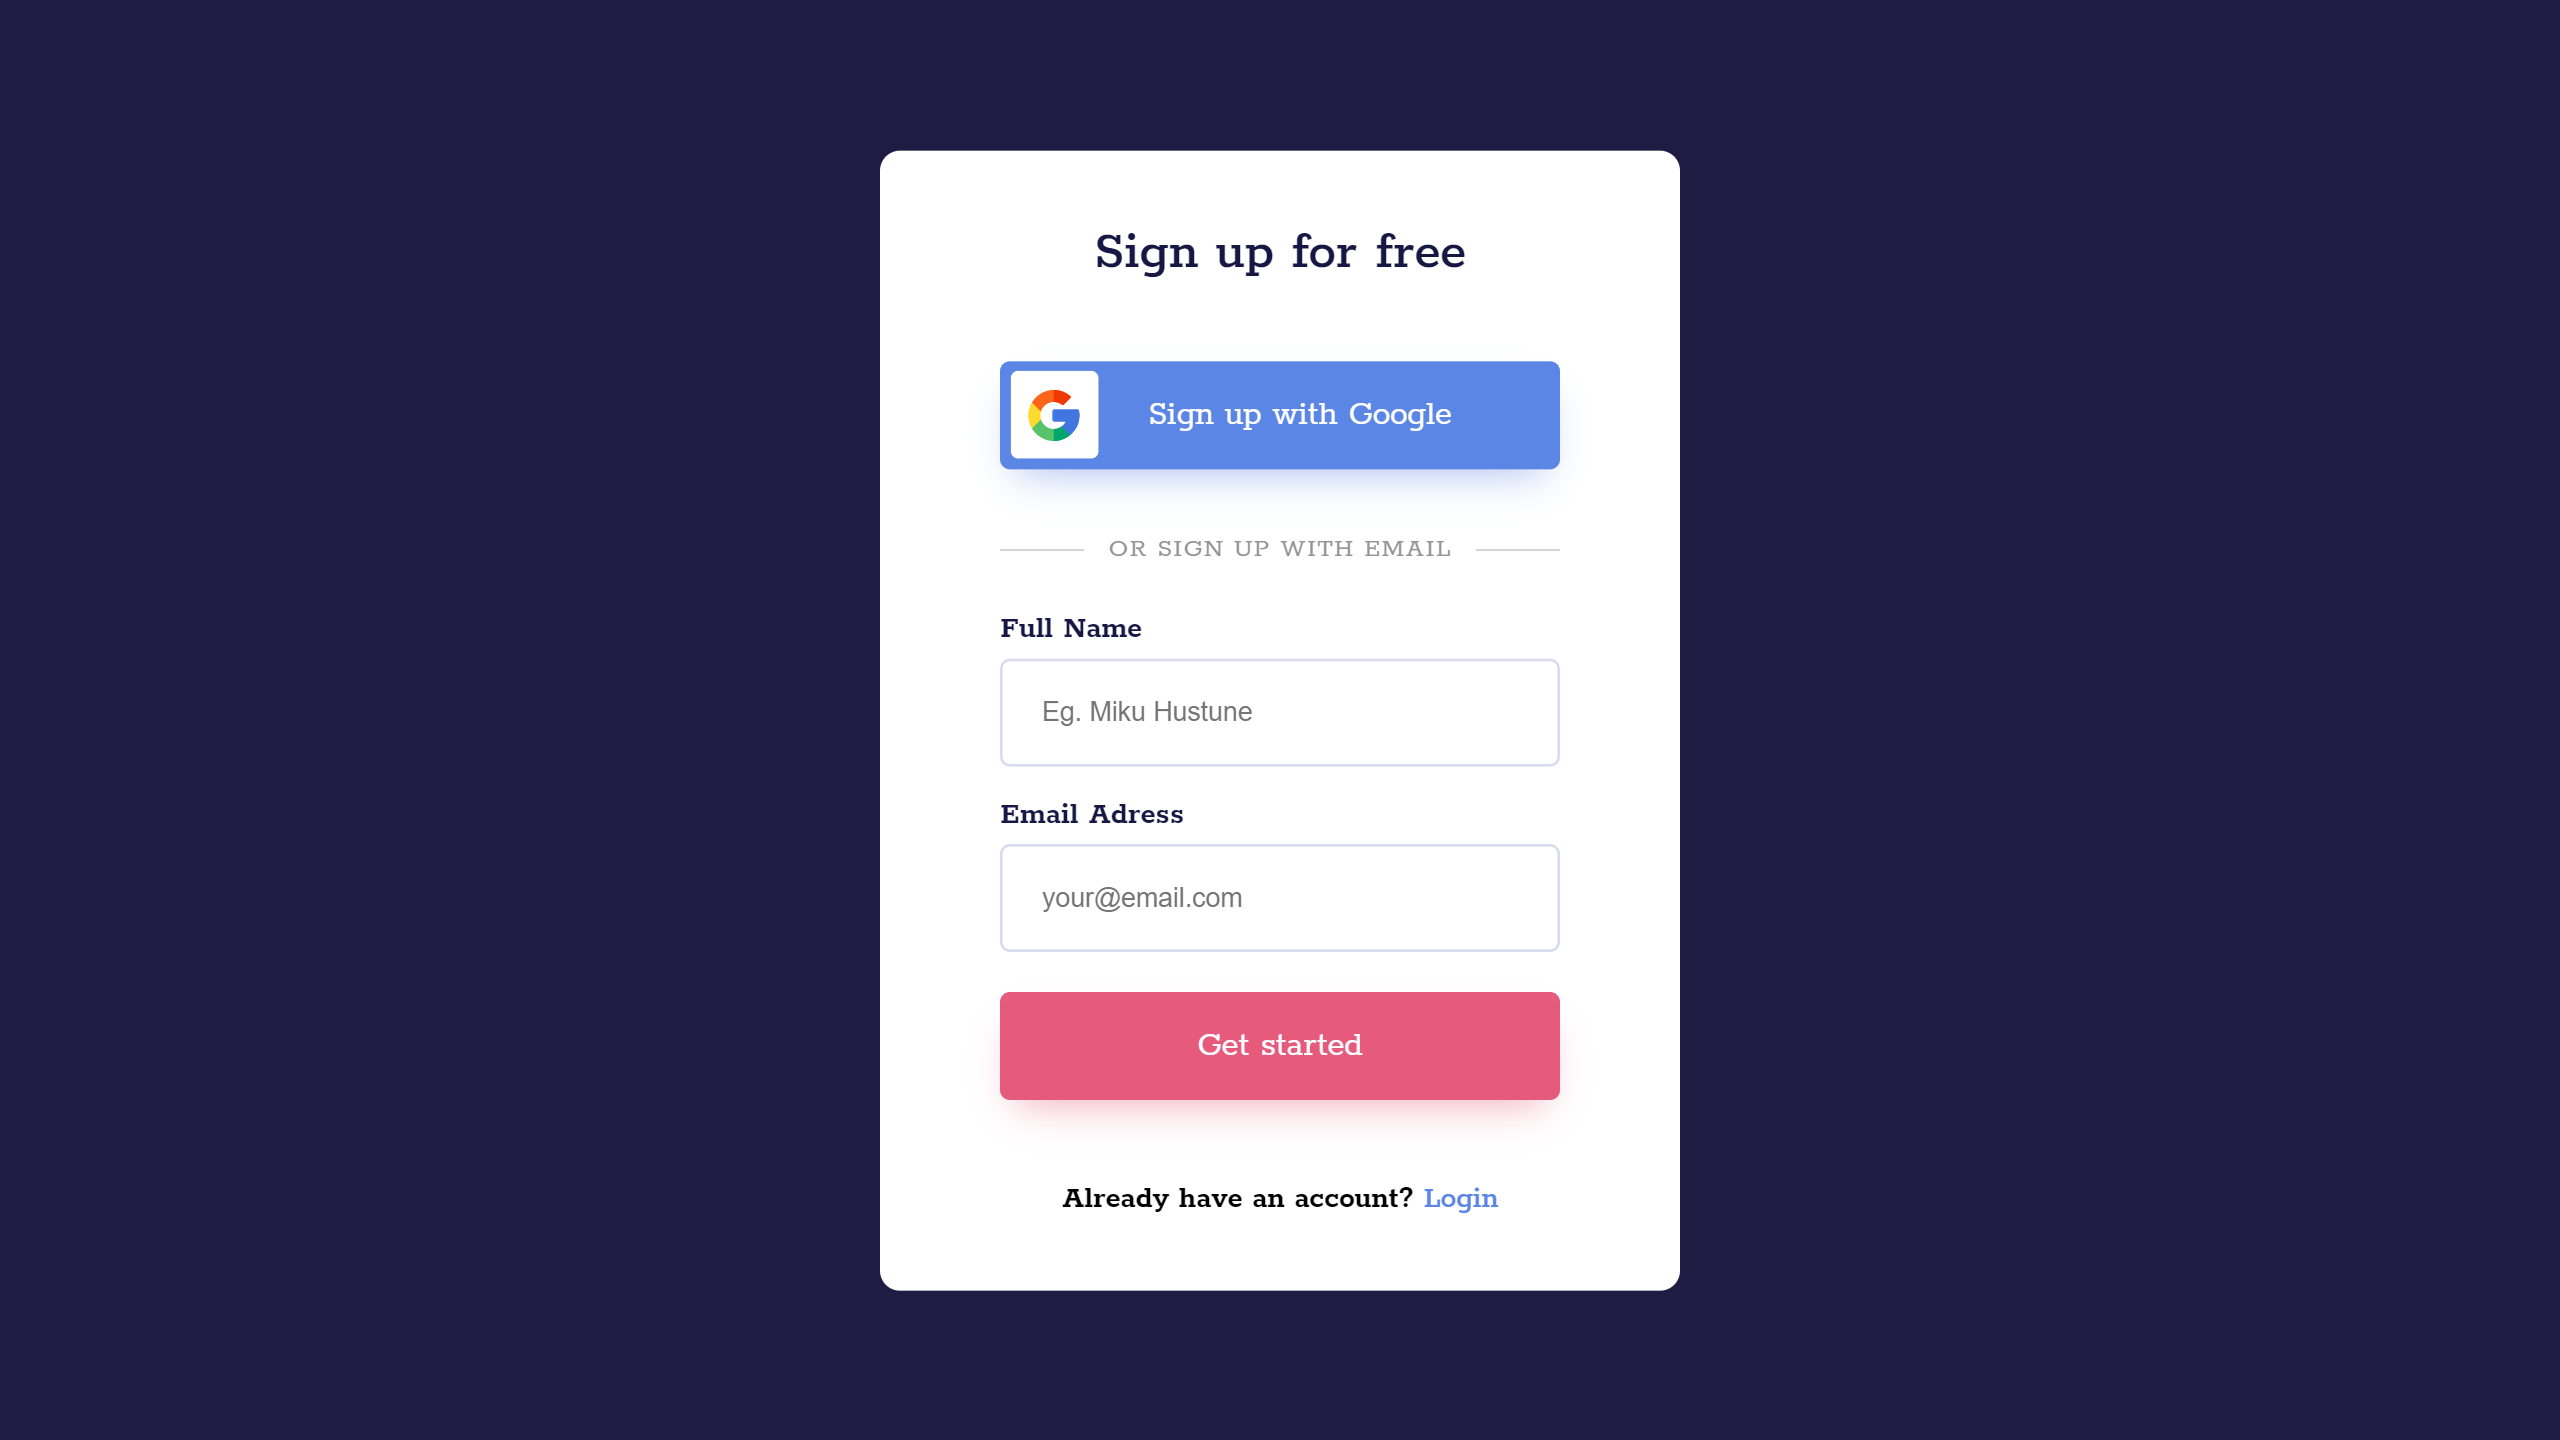 Sign up for free
Sign up with Google
OR SIGN UP WITH EMAIL
Full Name
Eg. Miku Hustune
Email Adress
your@email.com
Get started
Already have an account? Login